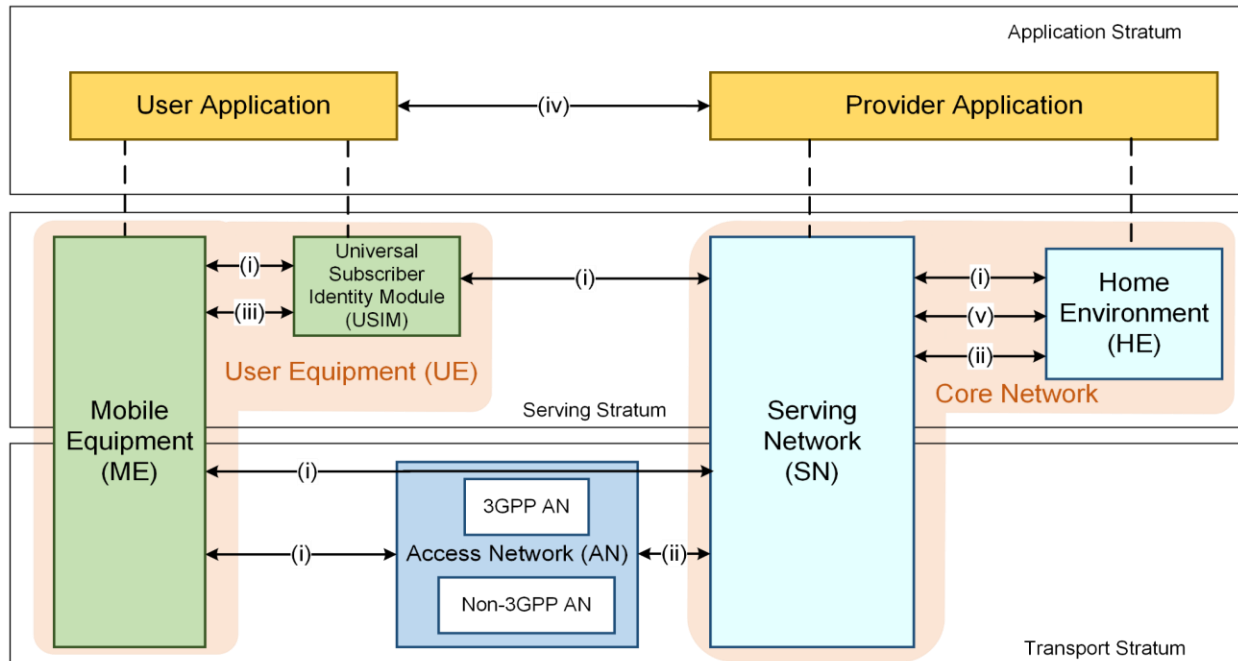 Application Stratum
User Application
(iv)
Provider Application
Universal
Subscriber
Identity Module
(USIM)
(i)
(iii)
(i)
(i)
(v)
(ii)
Home
Environment
(HE)
User Equipment (UE)
Core Network
Mobile
Equipment
(ME)
Serving Stratum
Serving
Network
(SN)
(i)
3GPP AN
(i)
Access Network (AN)
(ii)
Non-3GPP AN
Transport Stratum